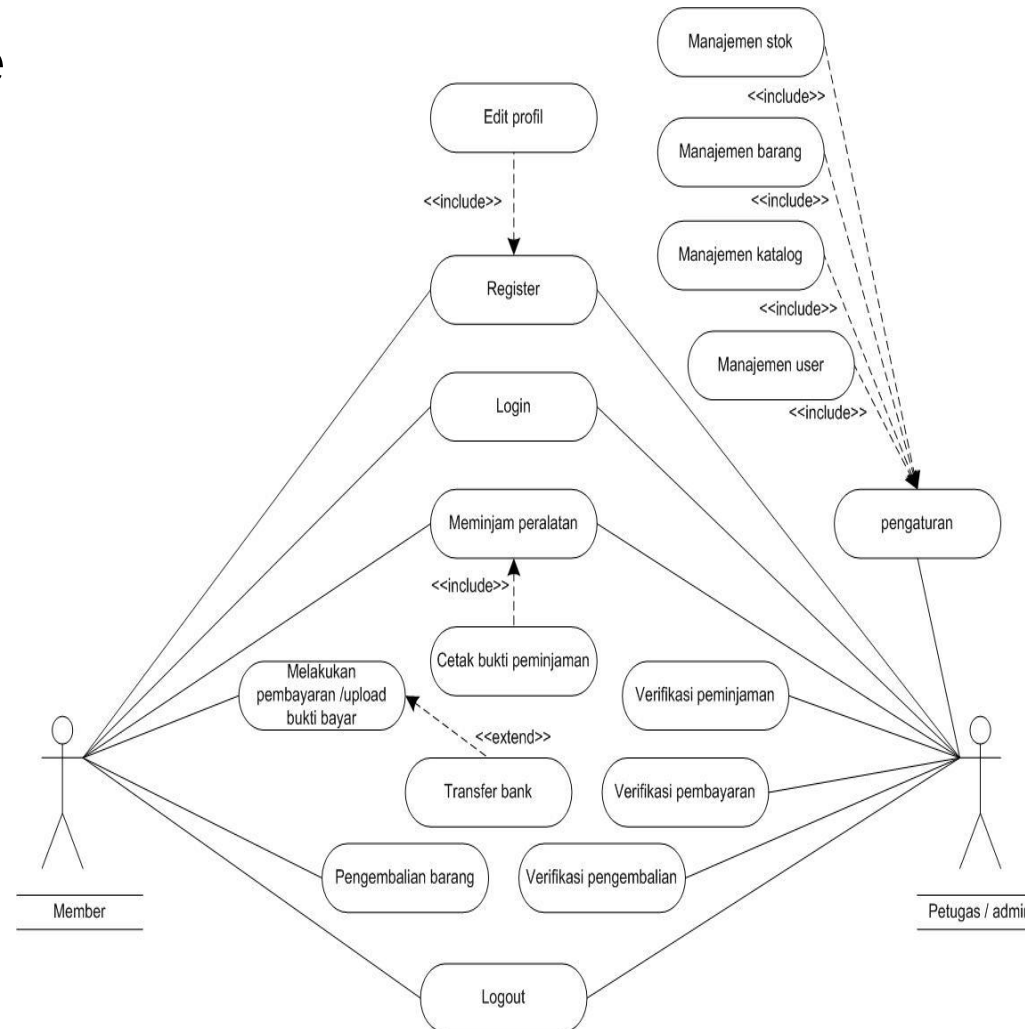 e
Manajemen stok
<<include>>
Edit profil
Manajemen barang
<<include>>
<<include>>
Manajemen katalog
Register
<<include>>
Manajemen user
Login
<<include>>
Meminjam peralatan
pengaturan
<<include>>
Cetak bukti peminjaman
Melakukan
pembayaran /upload
bukti bayar
Verifikasi peminjaman
<<extend>>
Transfer bank
Verifikasi pembayaran
Pengembalian barang
Verifikasi pengembalian
Member
Petugas / admin
Logout